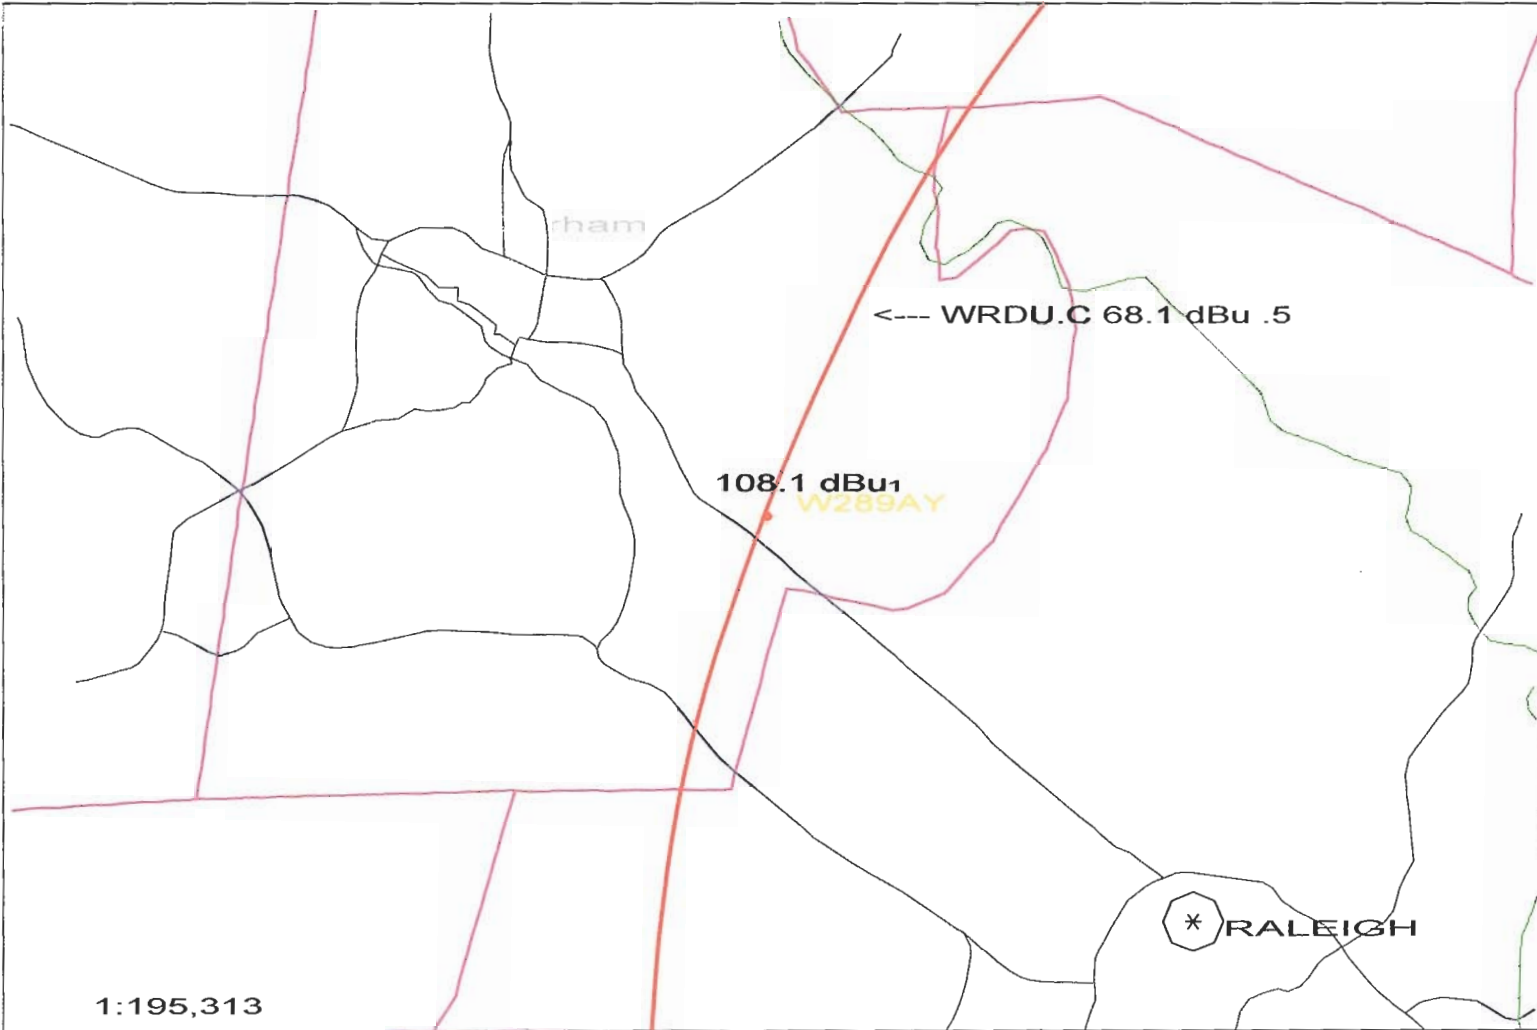 rham
<--- WRDU.C 68.1 dBu .5
108.1 dBu1
W289AY
RALEIGH
1:195,313